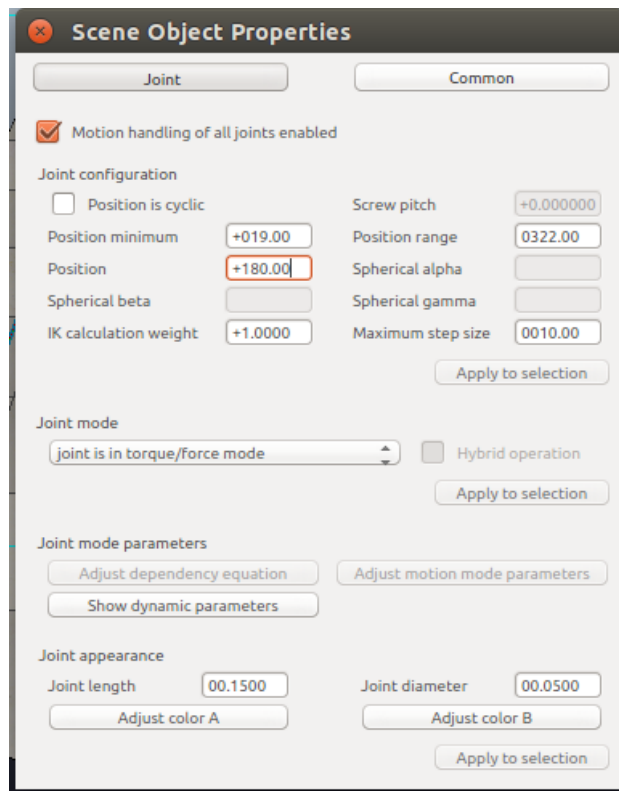 Scene Object Properties
Joint Common
Motion handling of all joints enabled
Joint configuration
Position is cyclic Screw pitch +0.000000
Position minimum +019.00 Position range 0322.00
Position +180.00 Spherical alpha
Spherical beta Spherical gamma
IK calculation weight +1.0000 Maximum step size 0010.00
Apply to selection
Joint mode
joint is in torque/force mode Hybrid operation
Apply to selection
Joint mode parameters
Adjust dependency equation Adjust motion mode parameters
Show dynamic parameters
Joint appearance
Joint length 00.1500 Joint diameter 00.0500
Adjust color A Adjust color B
Apply to selection